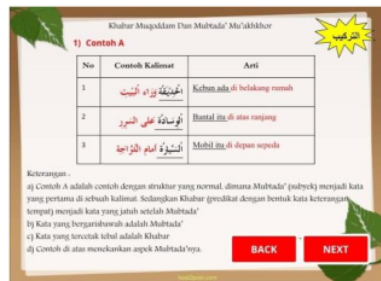 Khabar Muqoddam Dan Mubtada' Mu'akhkhor
التركيب
1) Contoh A
No Contoh Kalimat Arti
1 الحَدِيْقَةُ وَرَاءَ الْبَيْتِ Kebun ada di belakang rumah
2 الْوِسَادَةُ عَلَى السَّرِيْرِ Bantal itu di atas ranjang
3 السَّيَّارَةُ أَمَامَ الدَّرَّاجَةِ Mobil itu di depan sepeda
Keterangan :
a) Contoh A adalah contoh dengan struktur yang normal, dimana Mubtada' (subyek) menjadi kata
yang pertama di sebuah kalimat. Sedangkan Khabar (predikat dengan bentuk kata keterangan
tempat) menjadi kata yang jatuh setelah Mubtada'
b) Kata yang bergarisbawah adalah Mubtada'
c) Kata yang tercetak tebal adalah Khabar
d) Contoh di atas menekankan aspek Mubtada'nya.
BACK
NEXT